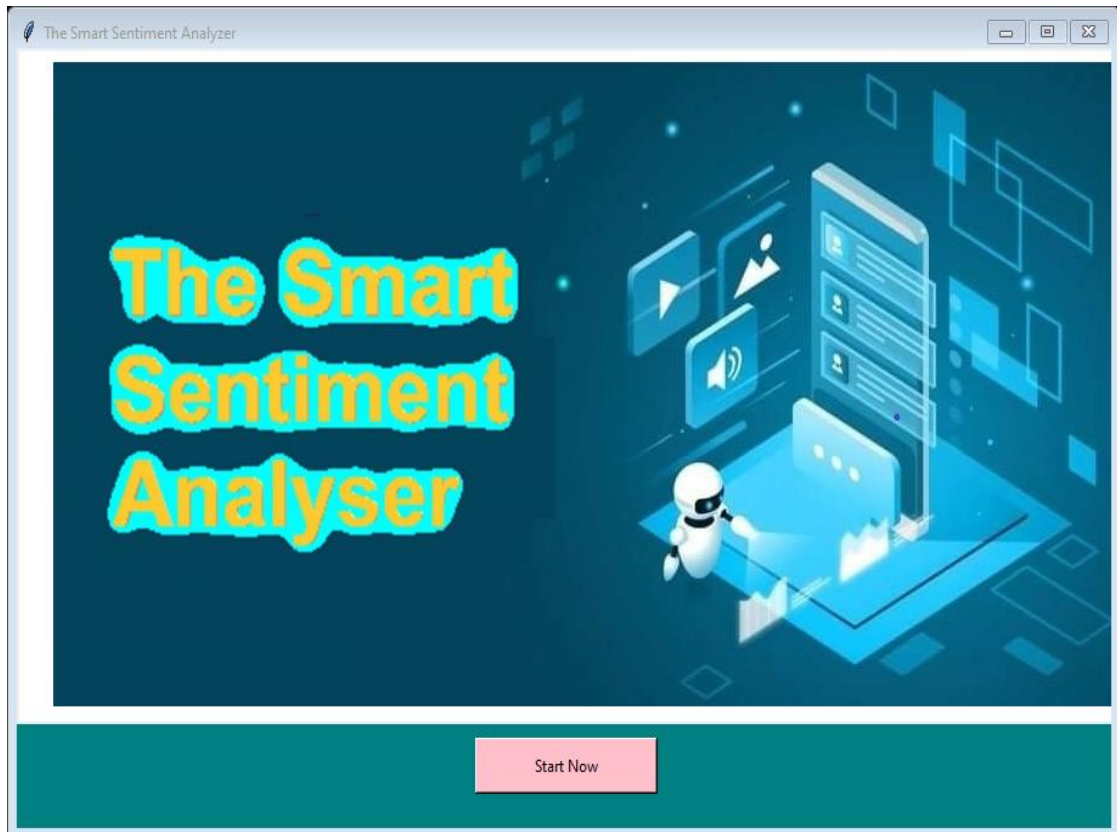 The Smart Sentiment Analyzer
The Smart
Sentiment
Analyser
Start Now